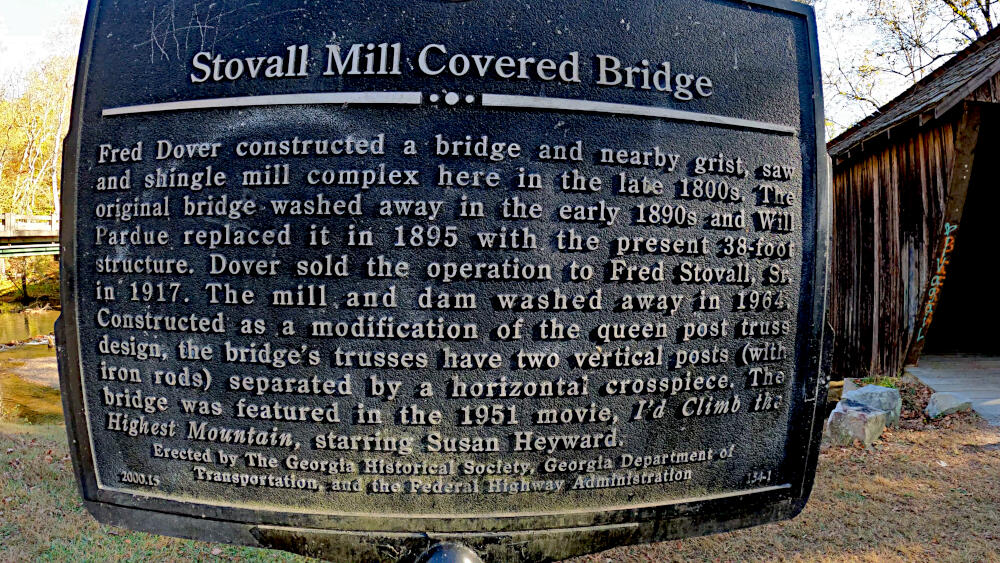 Stovall Mill Covered Bridge
Fred Dover constructed a bridge and nearby grist, saw
and shingle mill complex here in the late 1800s. The
original bridge washed away in the early 1890s and Will
Pardue replaced it in 1895 with the present 38-foot
structure. Dover sold the operation to Fred Stovall, Sr.
in 1917. The mill and dam washed away in 1964.
Constructed as a modification of the queen post truss
design, the bridge's trusses have two vertical posts (with
iron rods) separated by a horizontal crosspiece. The
bridge was featured in the 1951 movie, I'd Climb the
Highest Mountain, starring Susan Heyward.
Erected by The Georgia Historical Society, Georgia Department of
Transportation, and the Federal Highway Administration
2000.15
154-1